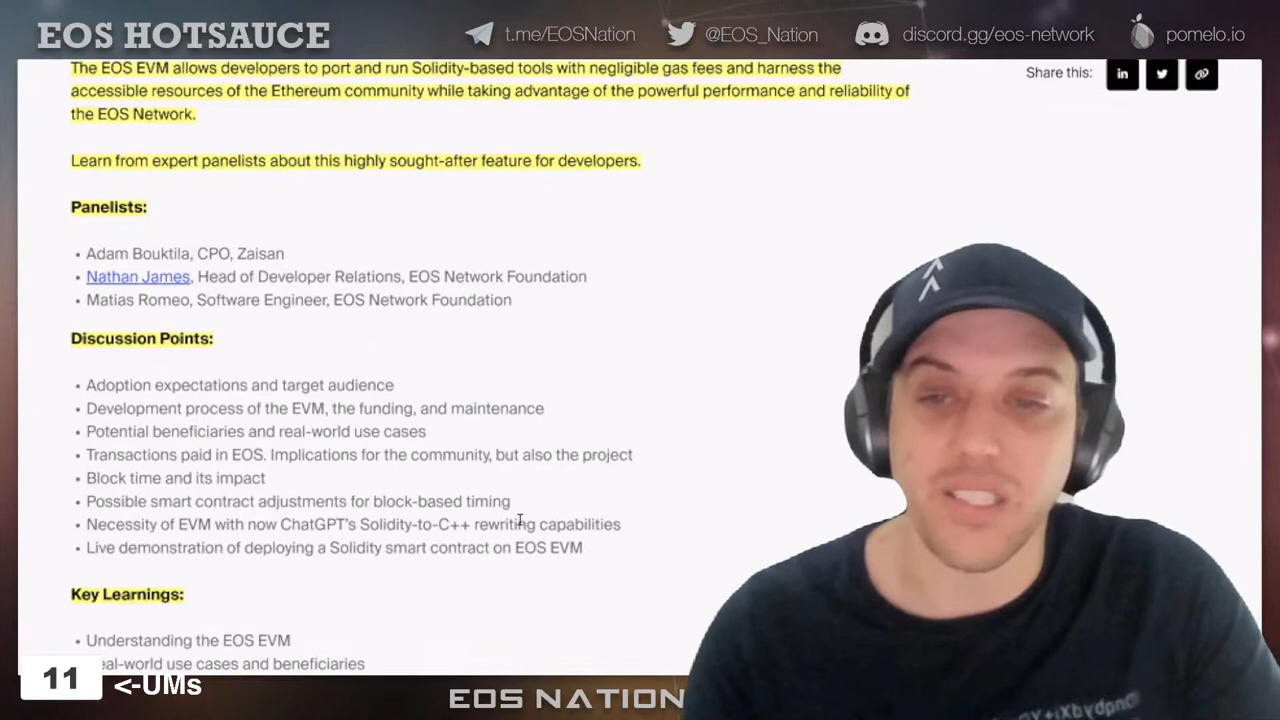 EOS HOTSAUCE
t.me/EOSNation
@EOS_Nation
discord.gg/eos-network
pomelo.io
The EOS EVM allows developers to port and run Solidity-based tools with negligible gas fees and harness the
accessible resources of the Ethereum community while taking advantage of the powerful performance and reliability of
the EOS Network.
Share this:
in
Learn from expert panelists about this highly sought-after feature for developers.
Panelists:
• Adam Bouktila, CPO, Zaisan
• Nathan James, Head of Developer Relations, EOS Network Foundation
• Matias Romeo, Software Engineer, EOS Network Foundation
Discussion Points:
• Adoption expectations and target audience
• Development process of the EVM, the funding, and maintenance
• Potential beneficiaries and real-world use cases
• Transactions paid in EOS. Implications for the community, but also the project
• Block time and its impact
• Possible smart contract adjustments for block-based timing
• Necessity of EVM with now ChatGPT's Solidity-to-C++ rewriting capabilities
• Live demonstration of deploying a Solidity smart contract on EOS EVM
Key Learnings:
• Understanding the EOS EVM
eal-world use cases and beneficiaries
11 <-UMs
EOS NATION